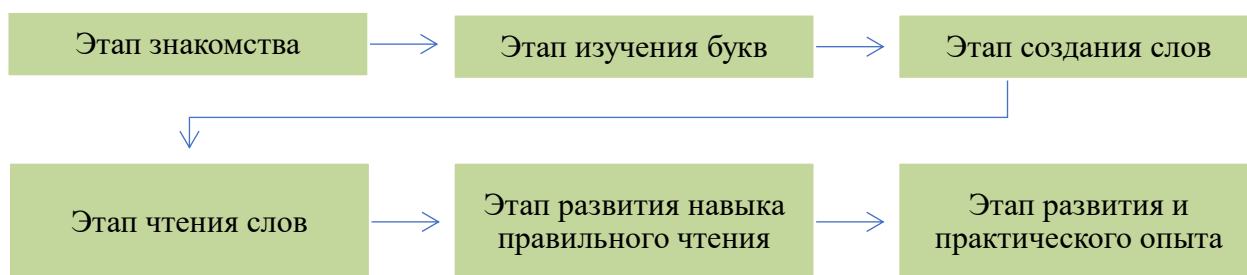 Этап знакомства
Этап изучения букв
Этап создания слов
Этап чтения слов
Этап развития навыка
правильного чтения
Этап развития и
практического опыта